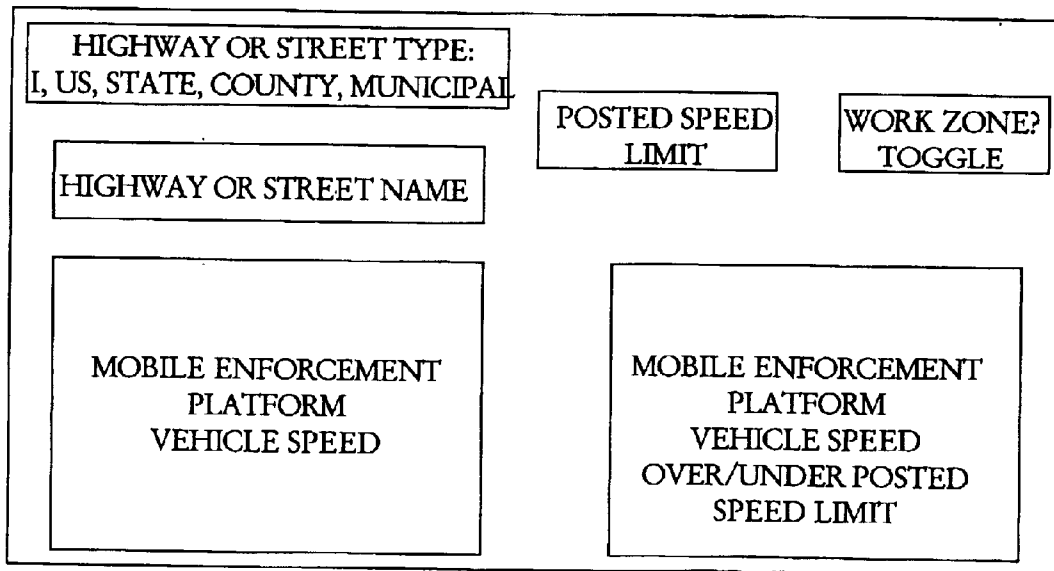 HIGHWAY OR STREET TYPE:
I, US, STATE, COUNTY, MUNICIPAL
POSTED SPEED
LIMIT
WORK ZONE?
TOGGLE
HIGHWAY OR STREET NAME
MOBILE ENFORCEMENT
PLATFORM
VEHICLE SPEED
MOBILE ENFORCEMENT
PLATFORM
VEHICLE SPEED
OVER/UNDER POSTED
SPEED LIMIT